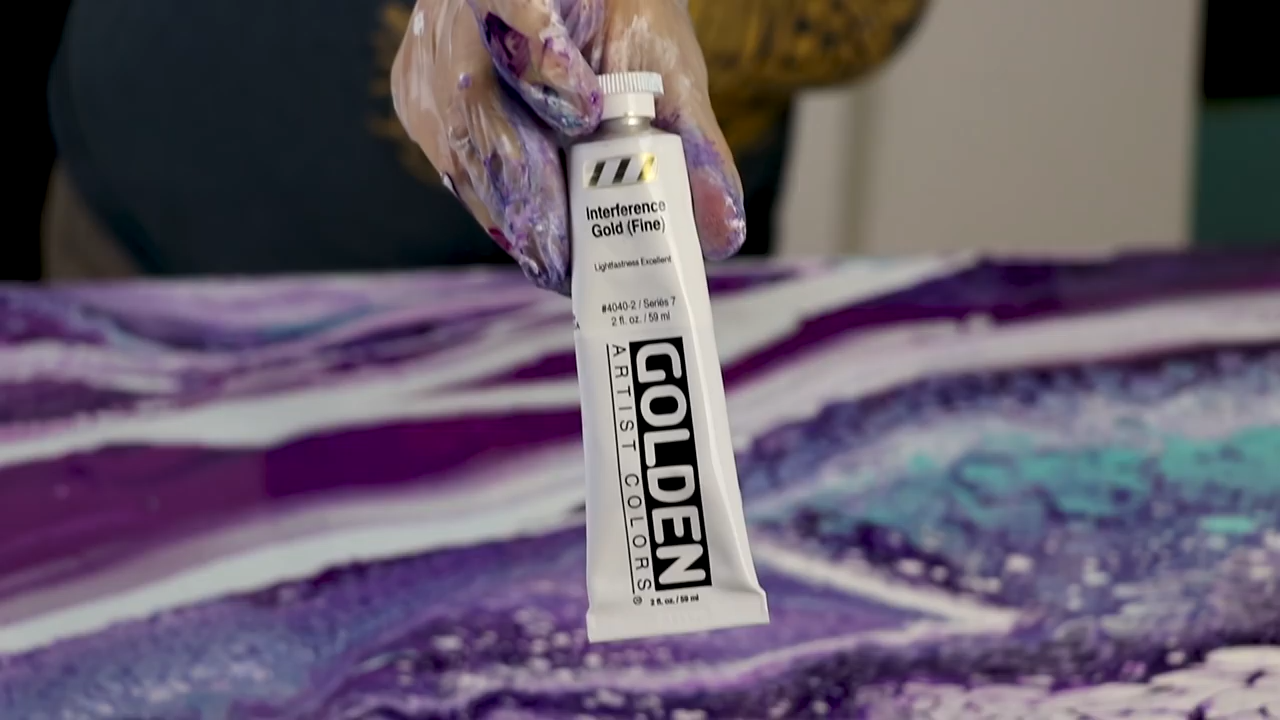 Interference
Gold (Fine)
Lightfastness Excellent
#4040-2 / Series 7
2 fl. oz. / 59 ml
GOLDEN
ARTIST COLORS®
2 fl. oz. / 59 ml